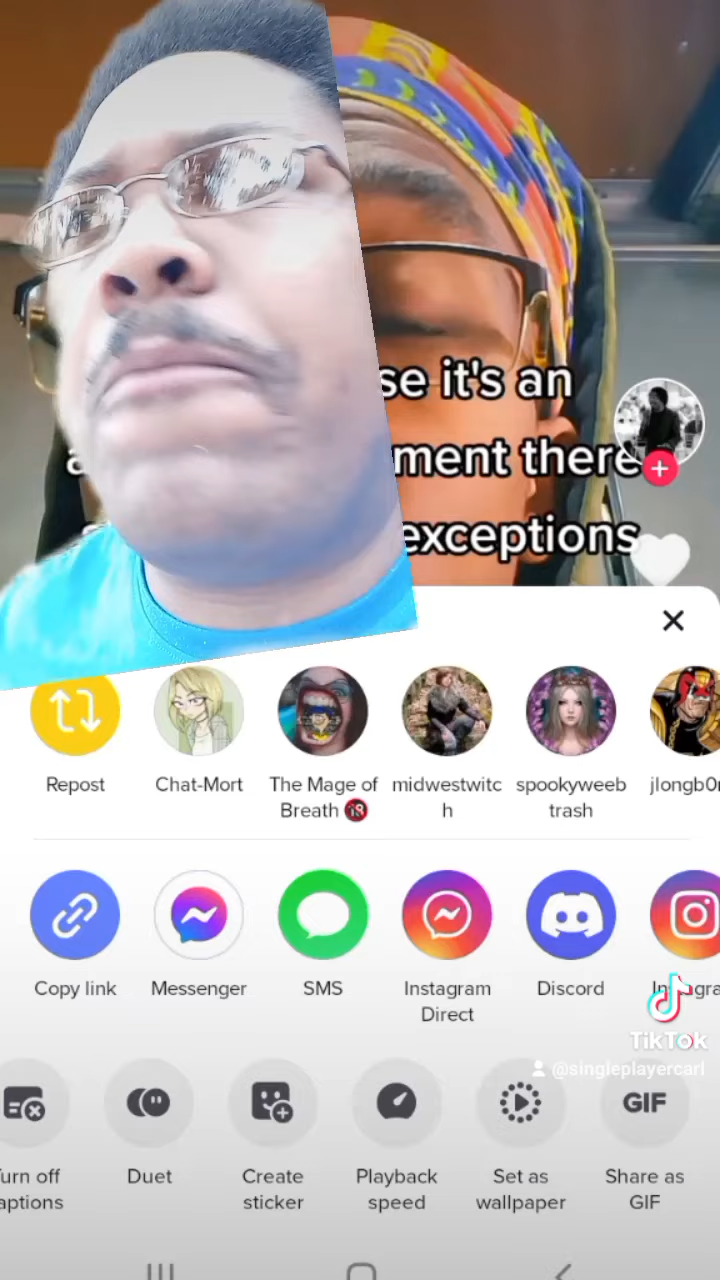 se it's an
a
ment there
exceptions
Repost
Chat-Mort
The Mage of
Breath 🔞
midwestwitc
h
spookyweeb
trash
jlongb0
Copy link
Messenger
SMS
Instagram
Direct
Discord
Instagra
TikTok
@singleplayercarl
urn off
aptions
Duet
Create
sticker
Playback
speed
Set as
wallpaper
GIF
Share as
GIF